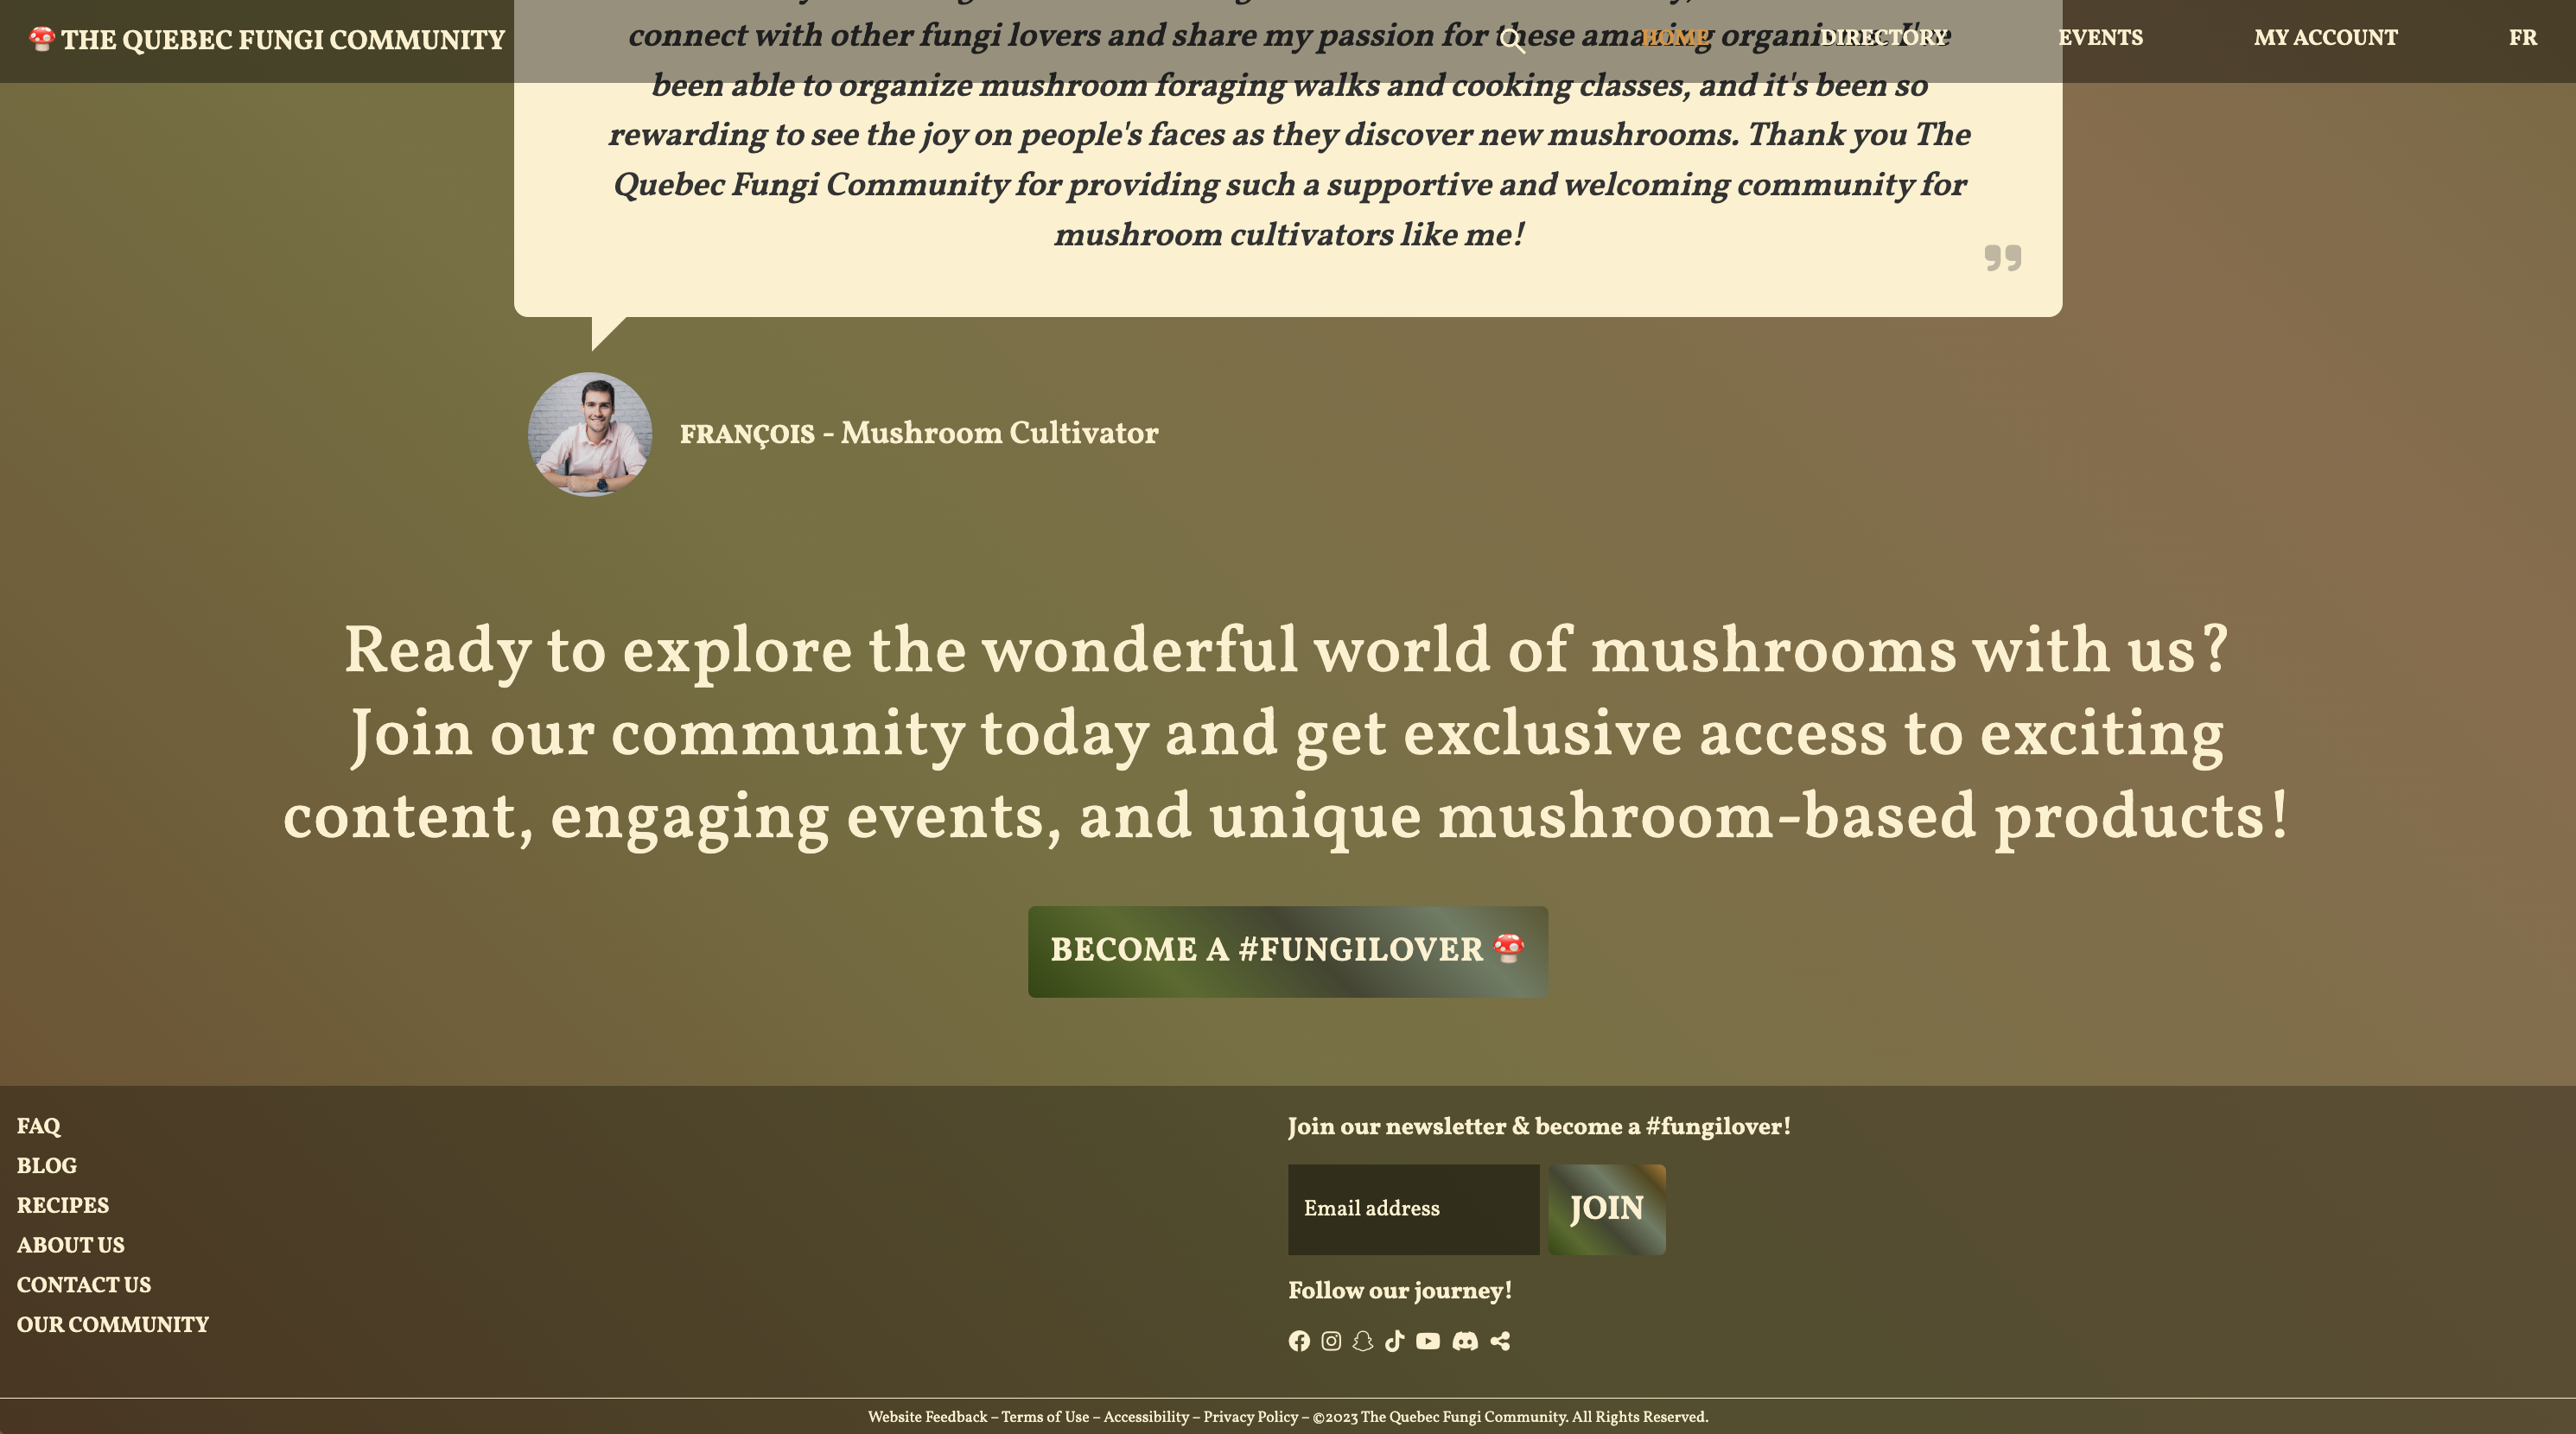 THE QUEBEC FUNGI COMMUNITY
HOME
DIRECTORY
EVENTS
MY ACCOUNT
FR
connect with other fungi lovers and share my passion for these amazing organisms. I've
been able to organize mushroom foraging walks and cooking classes, and it's been so
rewarding to see the joy on people's faces as they discover new mushrooms. Thank you The
Quebec Fungi Community for providing such a supportive and welcoming community for
mushroom cultivators like me!
FRANÇOIS - Mushroom Cultivator
Ready to explore the wonderful world of mushrooms with us?
Join our community today and get exclusive access to exciting
content, engaging events, and unique mushroom-based products!
BECOME A #FUNGILOVER
FAQ
BLOG
RECIPES
ABOUT US
CONTACT US
OUR COMMUNITY
Join our newsletter & become a #fungilover!
Email address
JOIN
Follow our journey!
Website Feedback – Terms of Use – Accessibility – Privacy Policy – ©2023 The Quebec Fungi Community. All Rights Reserved.